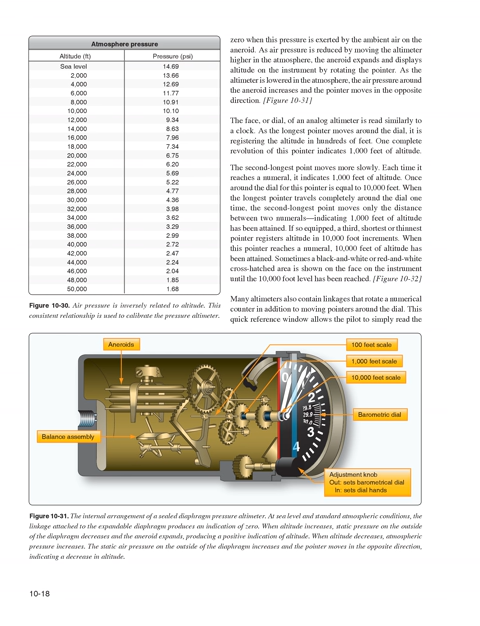 Atmosphere pressure
Altitude (ft) Pressure (psi)
Sea level 14.69
2,000 13.66
4,000 12.69
6,000 11.77
8,000 10.91
10,000 10.10
12,000 9.34
14,000 8.63
16,000 7.96
18,000 7.34
20,000 6.75
22,000 6.20
24,000 5.69
26,000 5.22
28,000 4.77
30,000 4.36
32,000 3.98
34,000 3.62
36,000 3.29
38,000 2.99
40,000 2.72
42,000 2.47
44,000 2.24
46,000 2.04
48,000 1.85
50,000 1.68
Figure 10-30. Air pressure is inversely related to altitude. This
consistent relationship is used to calibrate the pressure altimeter.
zero when this pressure is exerted by the ambient air on the
aneroid. As air pressure is reduced by moving the altimeter
higher in the atmosphere, the aneroid expands and displays
altitude on the instrument by rotating the pointer. As the
altimeter is lowered in the atmosphere, the air pressure around
the aneroid increases and the pointer moves in the opposite
direction. [Figure 10-31]
The face, or dial, of an analog altimeter is read similarly to
a clock. As the longest pointer moves around the dial, it is
registering the altitude in hundreds of feet. One complete
revolution of this pointer indicates 1,000 feet of altitude.
The second-longest point moves more slowly. Each time it
reaches a numeral, it indicates 1,000 feet of altitude. Once
around the dial for this pointer is equal to 10,000 feet. When
the longest pointer travels completely around the dial one
time, the second-longest point moves only the distance
between two numerals—indicating 1,000 feet of altitude
has been attained. If so equipped, a third, shortest or thinnest
pointer registers altitude in 10,000 foot increments. When
this pointer reaches a numeral, 10,000 feet of altitude has
been attained. Sometimes a black-and-white or red-and-white
cross-hatched area is shown on the face on the instrument
until the 10,000 foot level has been reached. [Figure 10-32]
Many altimeters also contain linkages that rotate a numerical
counter in addition to moving pointers around the dial. This
quick reference window allows the pilot to simply read the
Aneroids
Balance assembly
100 feet scale
1,000 feet scale
10,000 feet scale
Barometric dial
Adjustment knob
Out: sets barometrical dial
In: sets dial hands
0
1
2
29.8
29.9
3
4
Figure 10-31. The internal arrangement of a sealed diaphragm pressure altimeter. At sea level and standard atmospheric conditions, the
linkage attached to the expandable diaphragm produces an indication of zero. When altitude increases, static pressure on the outside
of the diaphragm decreases and the aneroid expands, producing a positive indication of altitude. When altitude decreases, atmospheric
pressure increases. The static air pressure on the outside of the diaphragm increases and the pointer moves in the opposite direction,
indicating a decrease in altitude.
10-18